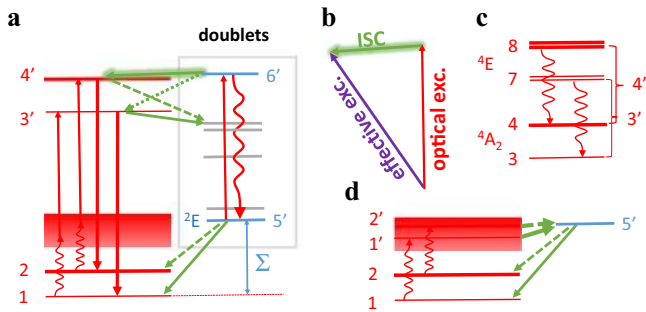 a
doublets
4’
6’
3’
²E
5’
2
Σ
1
b
ISC
effective exc.
optical exc.
c
8
⁴E
7
4’
3’
4
⁴A₂
3
d
2’
5’
1’
2
1